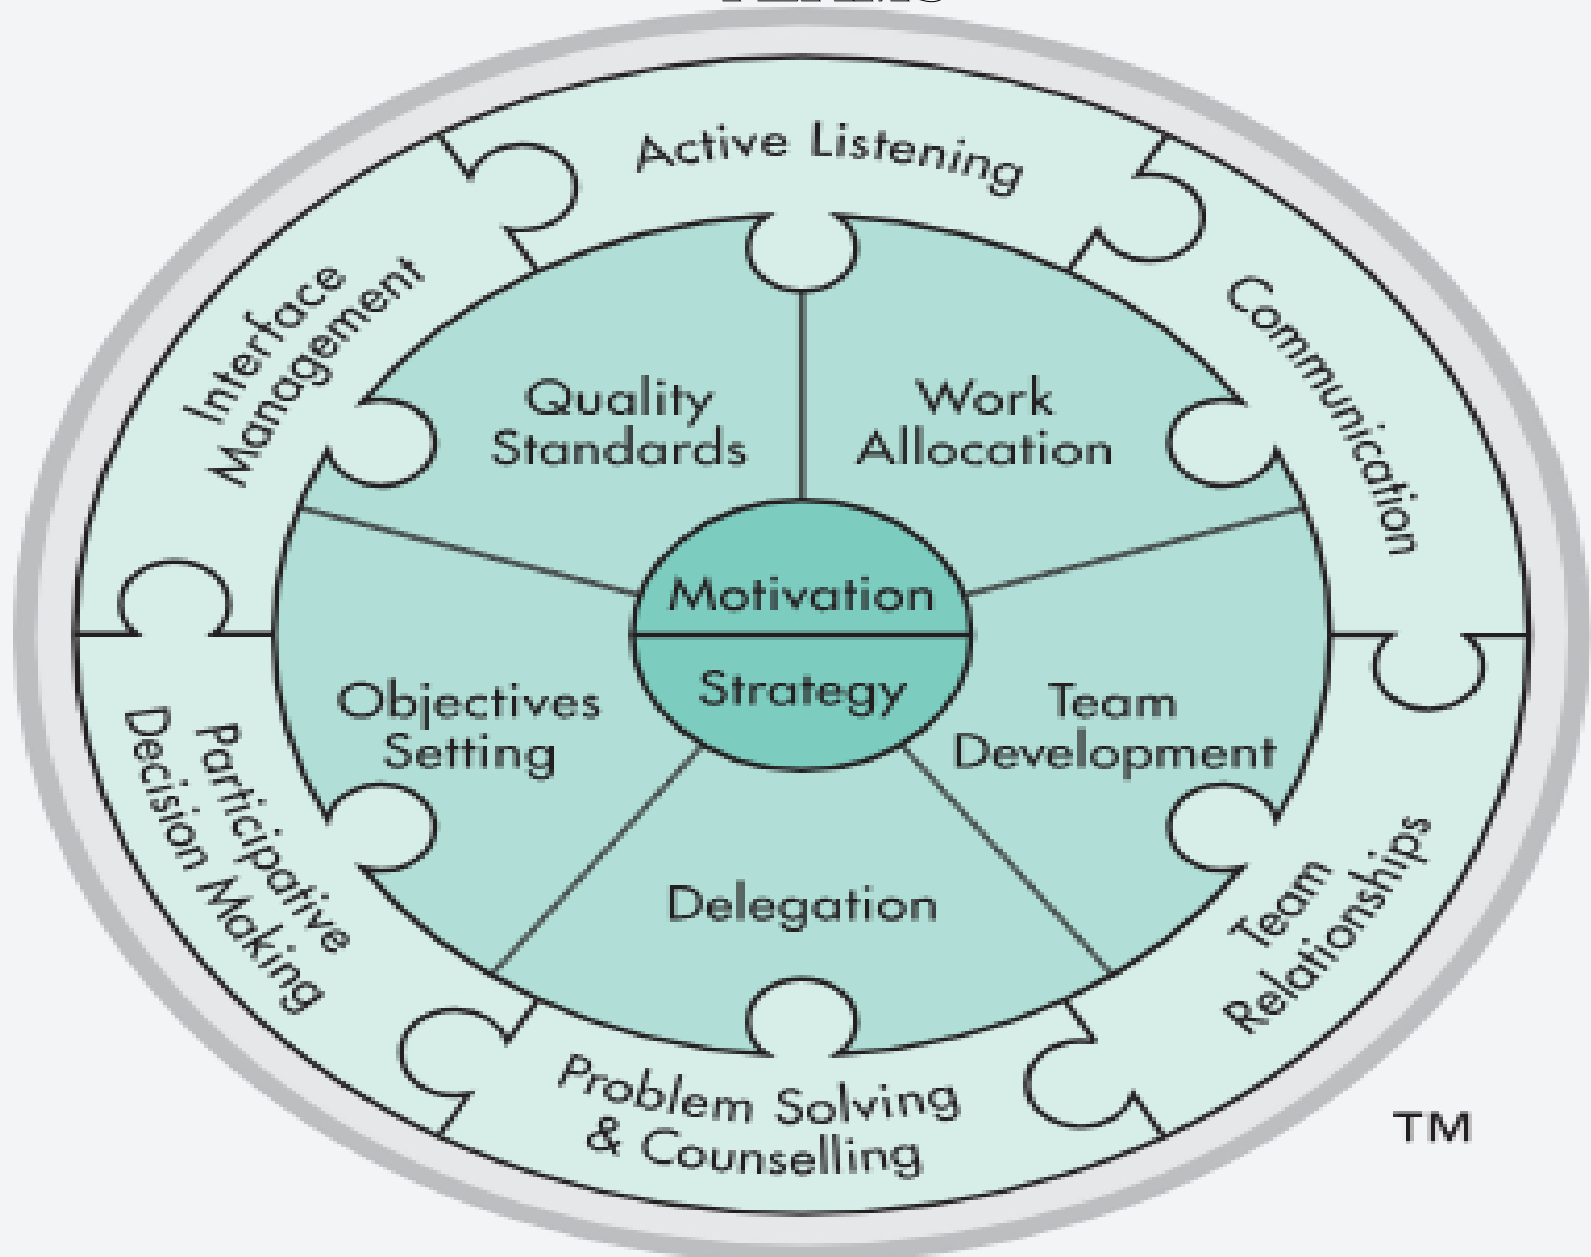 Active Listening
Communication
Team
Relationships
Problem Solving
& Counselling
Participative
Decision Making
Interface
Management
Quality
Standards
Work
Allocation
Team
Development
Delegation
Objectives
Setting
Motivation
Strategy
TM